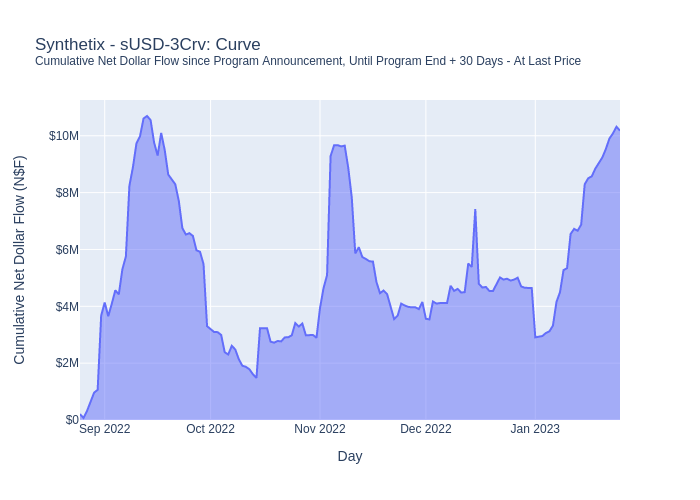 Synthetix - sUSD-3Crv: Curve
Cumulative Net Dollar Flow since Program Announcement, Until Program End + 30 Days - At Last Price
Cumulative Net Dollar Flow (N$F)
$10M
$8M
$6M
$4M
$2M
$0
Sep 2022
Oct 2022
Nov 2022
Dec 2022
Jan 2023
Day